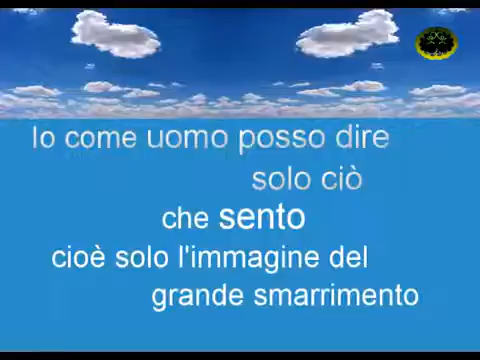 Io come uomo posso dire
solo ciò
che sento
cioè solo l'immagine del
grande smarrimento